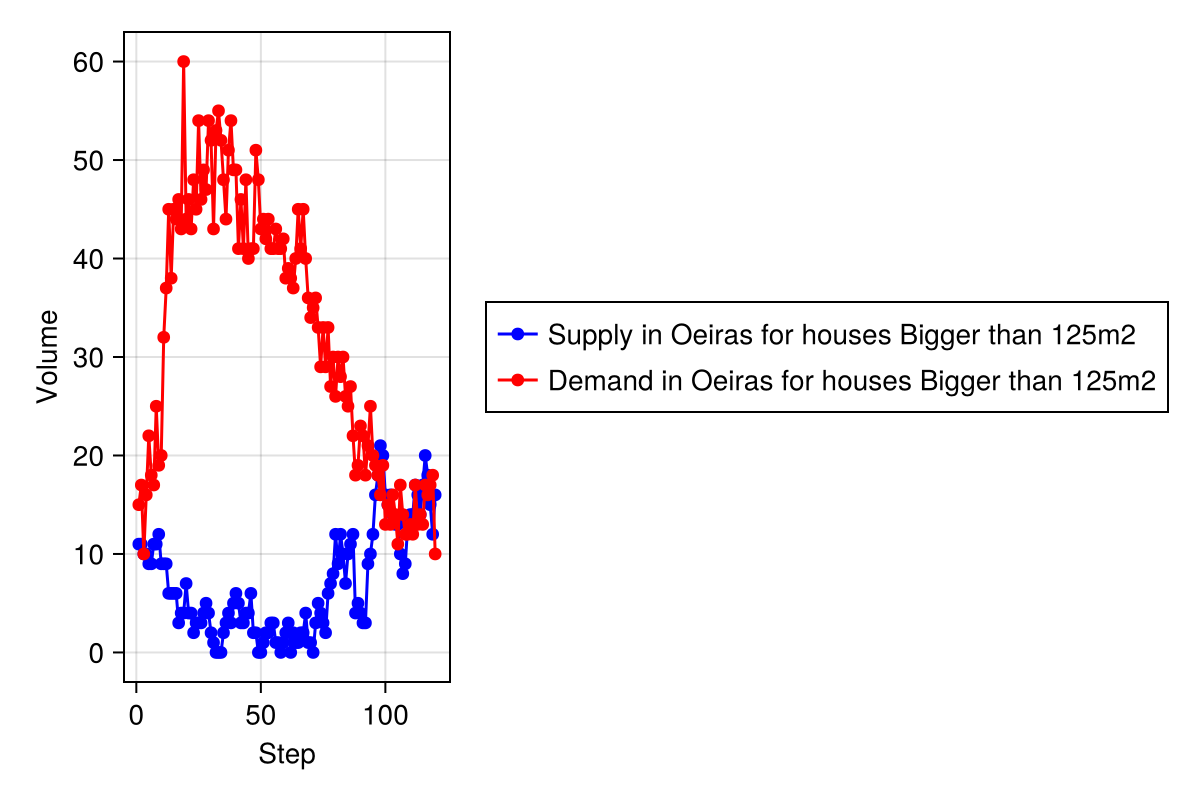 60
50
40
30
20
10
0
Volume
0 50 100
Step
Supply in Oeiras for houses Bigger than 125m2
Demand in Oeiras for houses Bigger than 125m2